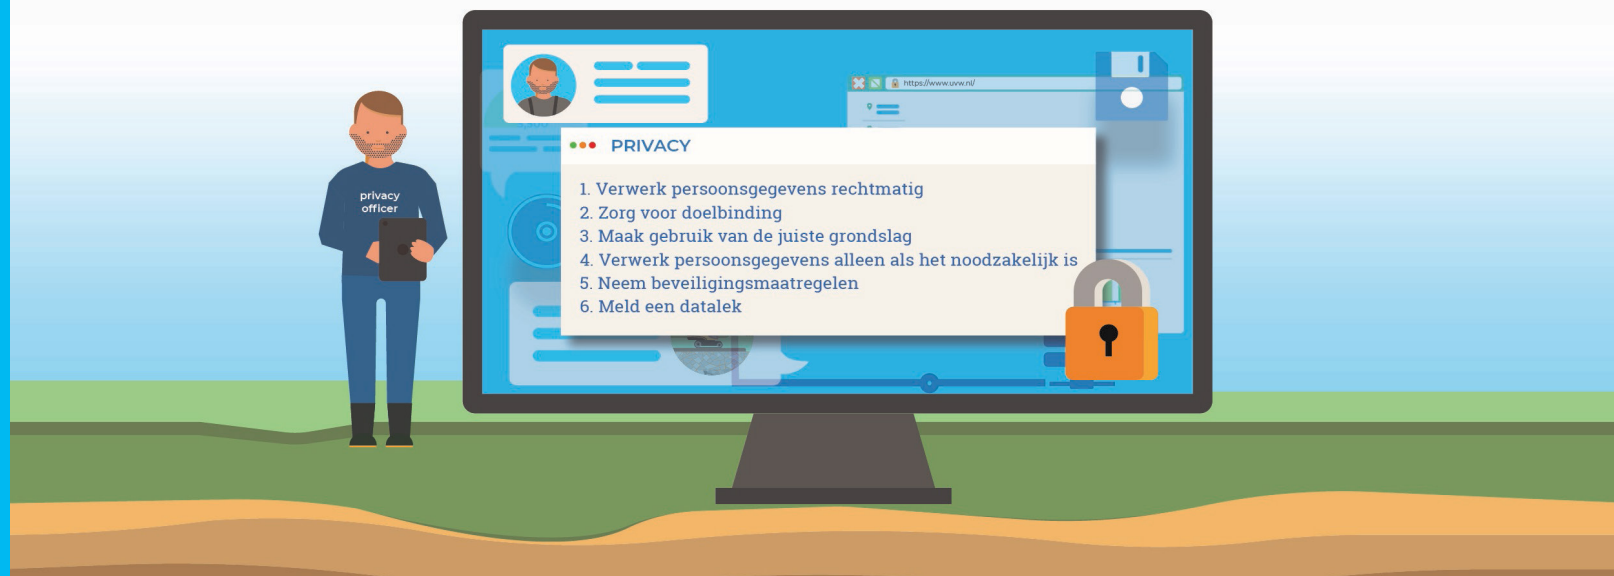 https://www.uvw.nl/
PRIVACY
privacy
officer
1. Verwerk persoonsgegevens rechtmatig
2. Zorg voor doelbinding
3. Maak gebruik van de juiste grondslag
4. Verwerk persoonsgegevens alleen als het noodzakelijk is
5. Neem beveiligingsmaatregelen
6. Meld een datalek